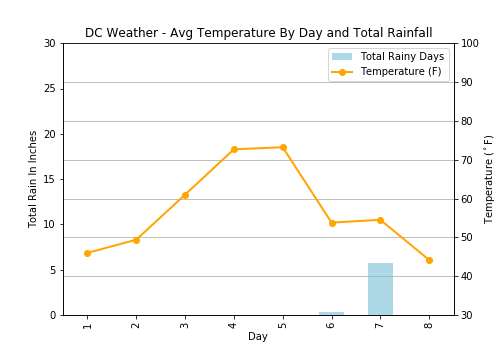 DC Weather - Avg Temperature By Day and Total Rainfall
Total Rainy Days
Temperature (F)
30
25
20
15
10
5
0
Total Rain In Inches
100
90
80
70
60
50
40
30
Temperature (°F)
1 2 3 4 5 6 7 8
Day